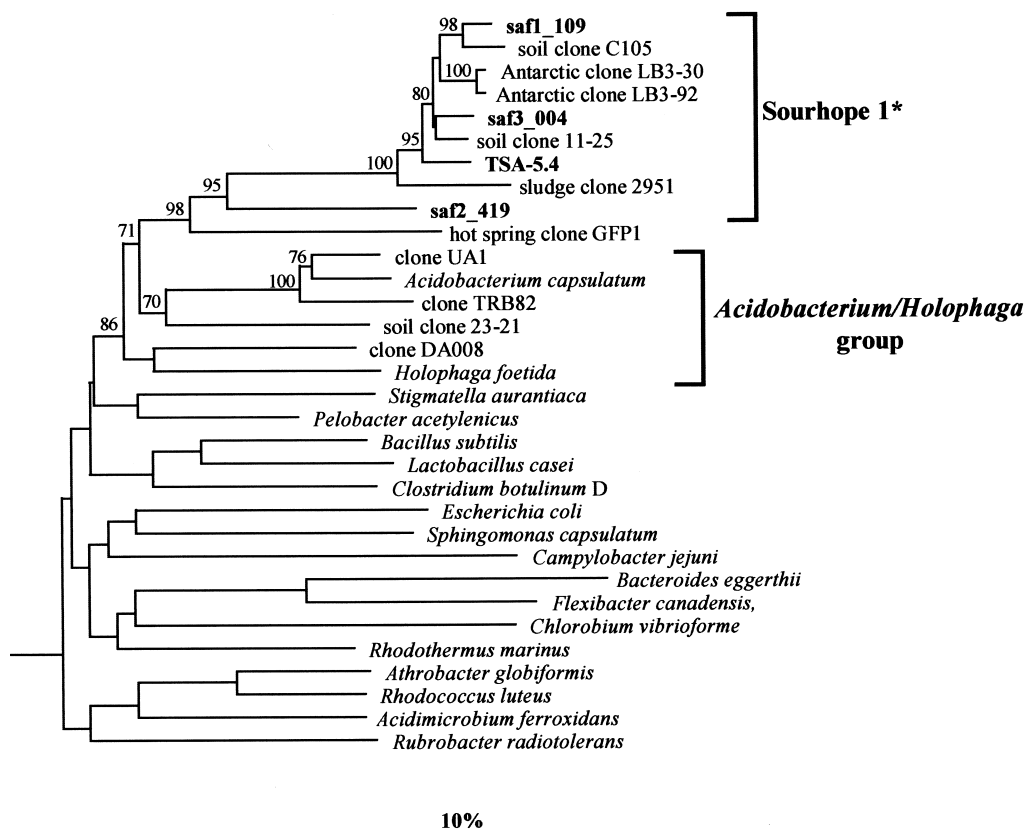 98
saf1_109
soil clone C105
100
Antarctic clone LB3-30
Antarctic clone LB3-92
80
saf3_004
Sourhope 1*
soil clone 11-25
95
TSA-5.4
100
sludge clone 2951
95
saf2_419
98
hot spring clone GFP1
71
76
clone UA1
Acidobacterium capsulatum
100
clone TRB82
70
soil clone 23-21
Acidobacterium/Holophaga
group
86
clone DA008
Holophaga foetida
Stigmatella aurantiaca
Pelobacter acetylenicus
Bacillus subtilis
Lactobacillus casei
Clostridium botulinum D
Escherichia coli
Sphingomonas capsulatum
Campylobacter jejuni
Bacteroides eggerthii
Flexibacter canadensis,
Chlorobium vibrioforme
Rhodothermus marinus
Athrobacter globiformis
Rhodococcus luteus
Acidimicrobium ferroxidans
Rubrobacter radiotolerans
10%